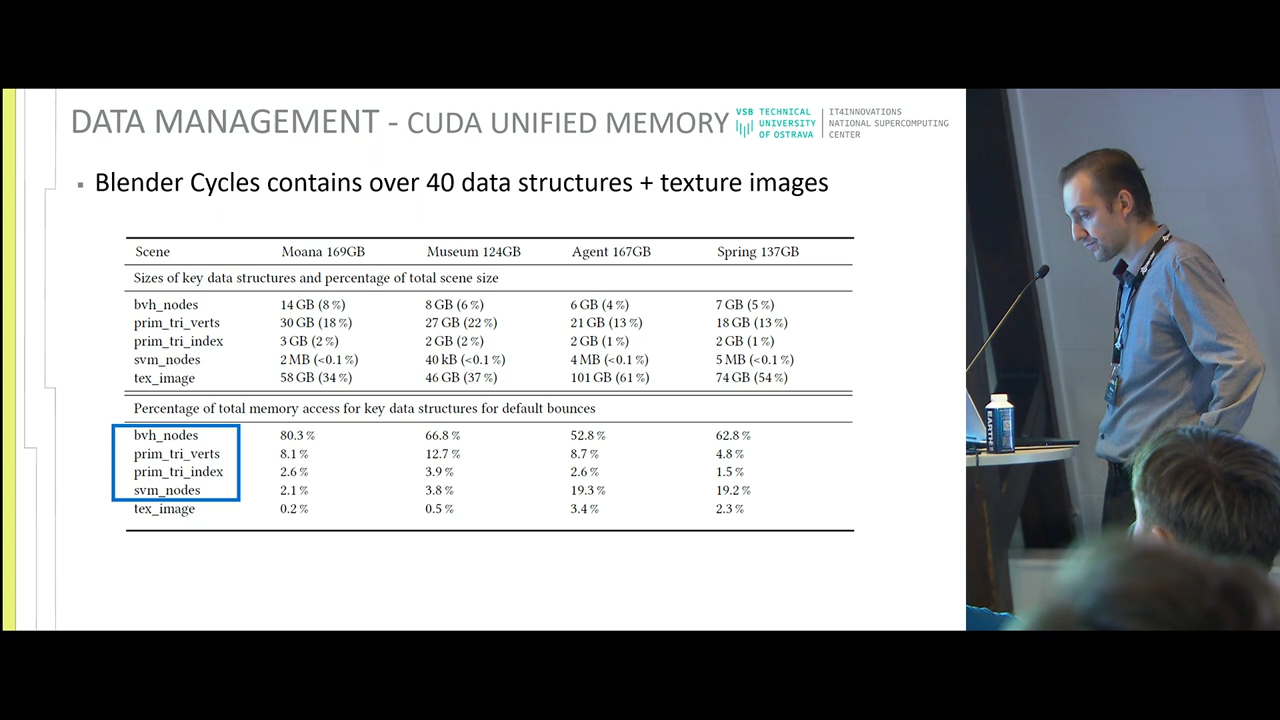 DATA MANAGEMENT - CUDA UNIFIED MEMORY
VSB TECHNICAL
UNIVERSITY
OF OSTRAVA
IT4INNOVATIONS
NATIONAL SUPERCOMPUTING
CENTER
▪ Blender Cycles contains over 40 data structures + texture images
Scene Moana 169GB Museum 124GB Agent 167GB Spring 137GB
Sizes of key data structures and percentage of total scene size
bvh_nodes 14 GB (8 %) 8 GB (6 %) 6 GB (4 %) 7 GB (5 %)
prim_tri_verts 30 GB (18 %) 27 GB (22 %) 21 GB (13 %) 18 GB (13 %)
prim_tri_index 3 GB (2 %) 2 GB (2 %) 2 GB (1 %) 2 GB (1 %)
svm_nodes 2 MB (<0.1 %) 40 kB (<0.1 %) 4 MB (<0.1 %) 5 MB (<0.1 %)
tex_image 58 GB (34 %) 46 GB (37 %) 101 GB (61 %) 74 GB (54 %)
Percentage of total memory access for key data structures for default bounces
bvh_nodes 80.3 % 66.8 % 52.8 % 62.8 %
prim_tri_verts 8.1 % 12.7 % 8.7 % 4.8 %
prim_tri_index 2.6 % 3.9 % 2.6 % 1.5 %
svm_nodes 2.1 % 3.8 % 19.3 % 19.2 %
tex_image 0.2 % 0.5 % 3.4 % 2.3 %
EARTH